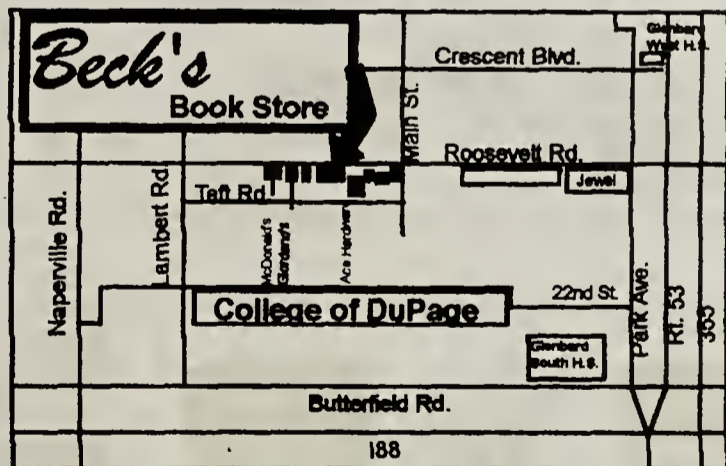 Beck's
Book Store
Glenbard
West H.S.
Crescent Blvd.
Main St.
Roosevelt Rd.
Jewel
Taft Rd.
Lambert Rd.
Naperville Rd.
McDonald's
Giordano's
Ace Hardware
College of DuPage
22nd St.
Park Ave.
Rt. 53
355
Glenbard
South H.S.
Butterfield Rd.
I88